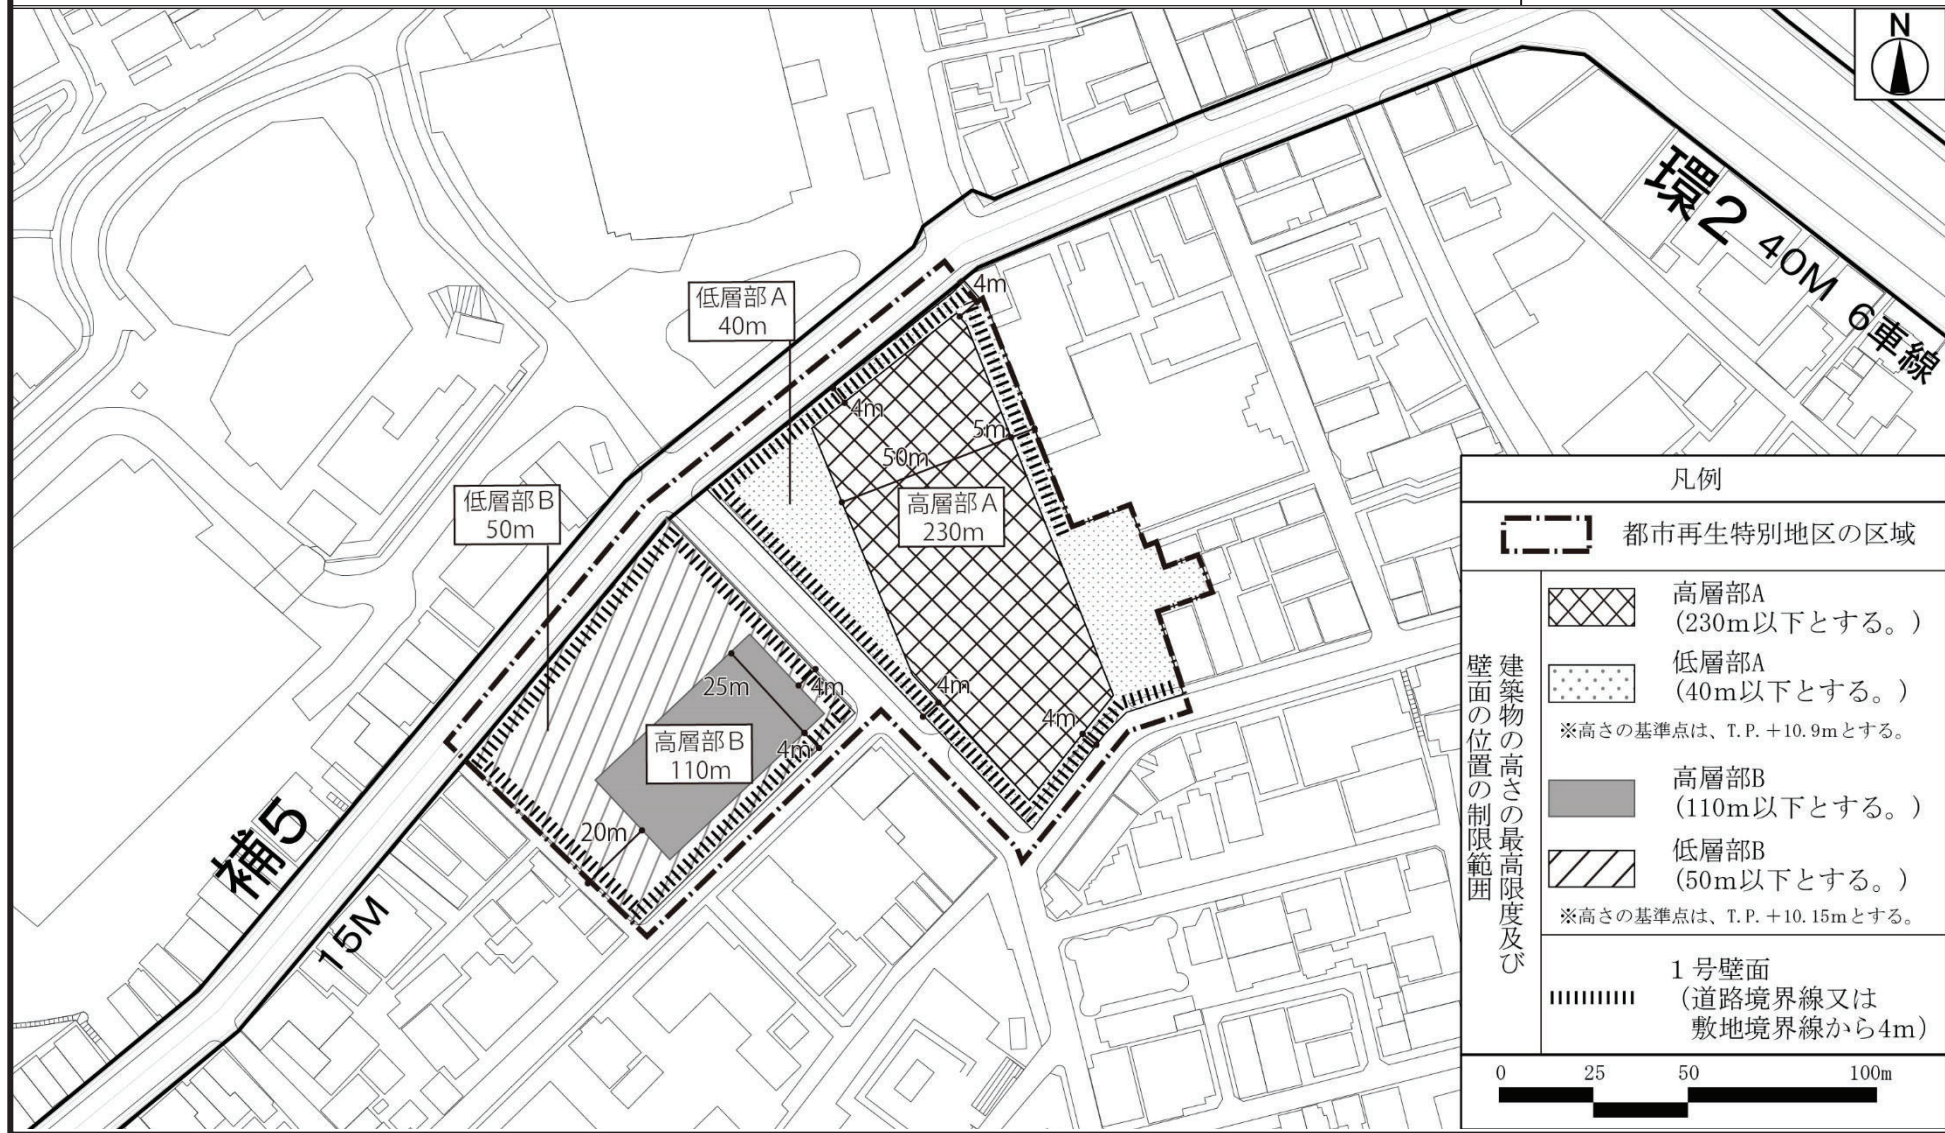 N
環2 40M 6車線
4m
低層部A
40m
4m
5m
50m
低層部B
50m
高層部A
230m
25m
4m
4m
4m
高層部B
110m
4m
20m
補5
15M
凡例
都市再生特別地区の区域
建築物の高さの最高限度及び
壁面の位置の制限範囲
高層部A
(230m以下とする。)
低層部A
(40m以下とする。)
※高さの基準点は、T.P.+10.9mとする。
高層部B
(110m以下とする。)
低層部B
(50m以下とする。)
※高さの基準点は、T.P.+10.15mとする。
1号壁面
(道路境界線又は
敷地境界線から4m)
0 25 50 100m